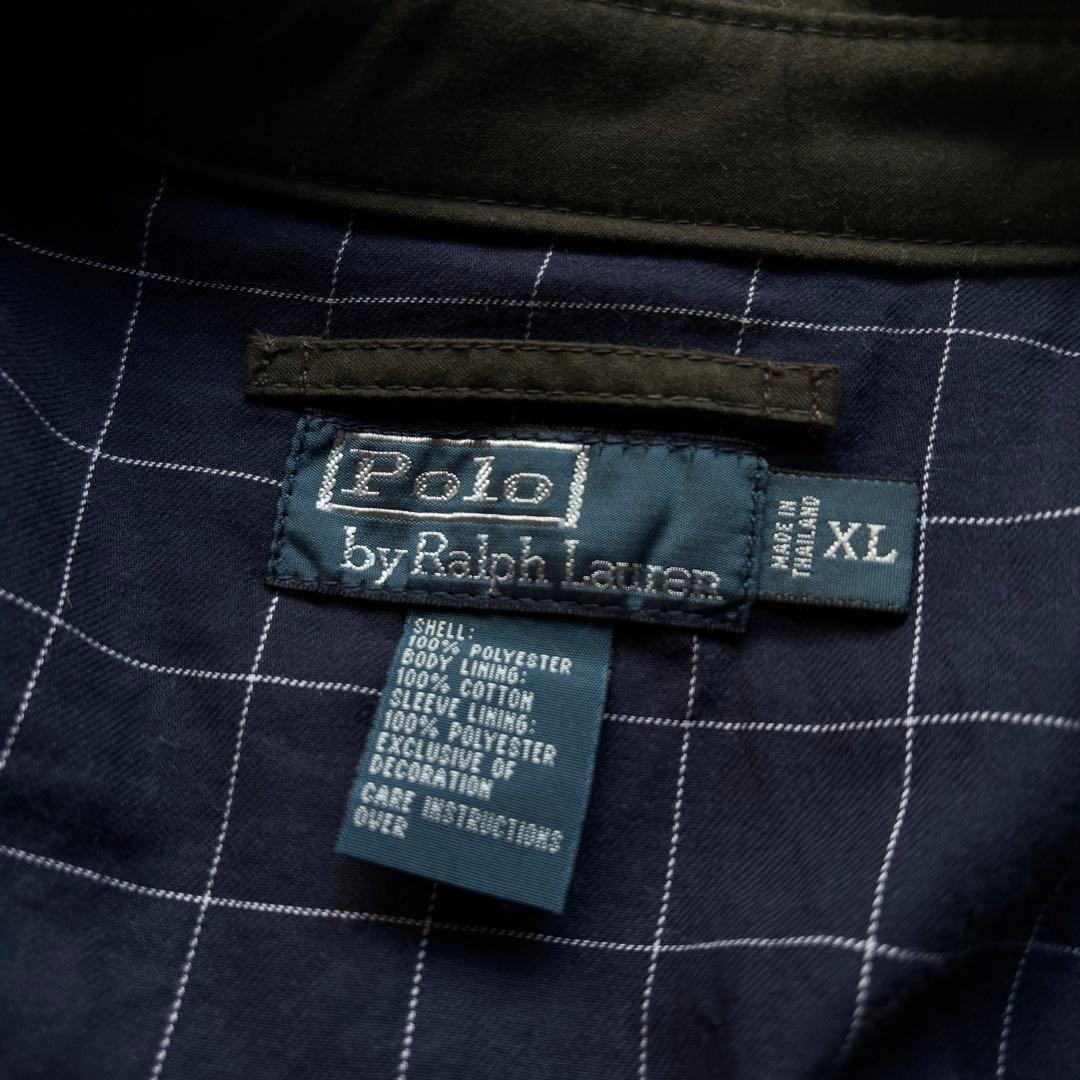 Polo
by Ralph Lauren
MADE IN
THAILAND
XL
SHELL:
100% POLYESTER
BODY LINING:
100% COTTON
SLEEVE LINING:
100% POLYESTER
EXCLUSIVE OF
DECORATION
CARE INSTRUCTIONS
OVER